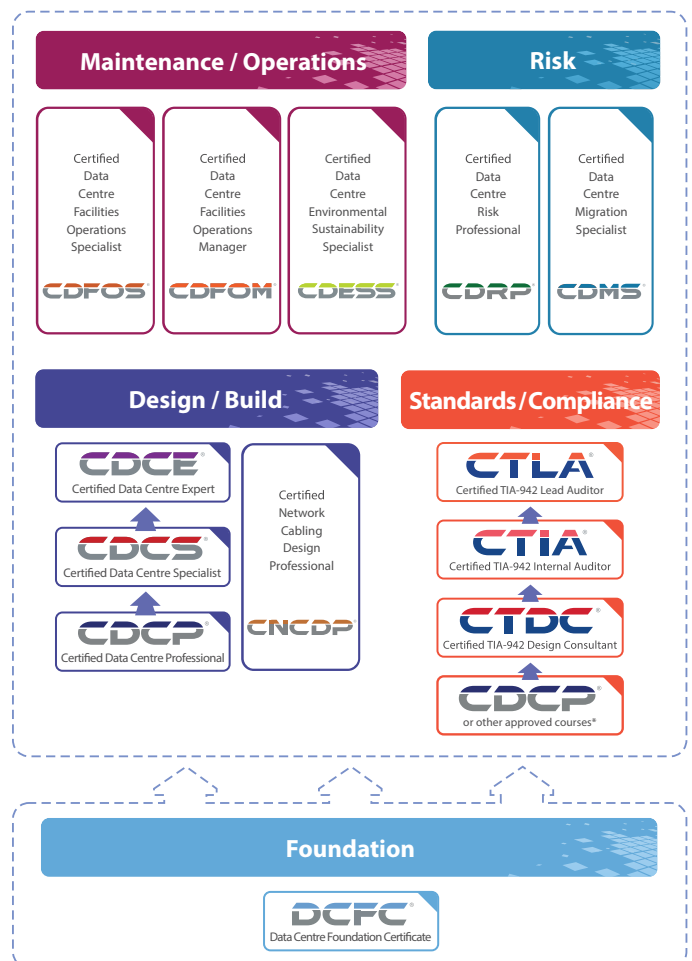 Maintenance / Operations
Risk
Certified
Data
Centre
Facilities
Operations
Specialist
CDFOS®
Certified
Data
Centre
Facilities
Operations
Manager
CDFOM®
Certified
Data
Centre
Environmental
Sustainability
Specialist
CDESS®
Certified
Data
Centre
Risk
Professional
CDRP®
Certified
Data
Centre
Migration
Specialist
CDMS®
Design / Build
CDCE®
Certified Data Centre Expert
CDCS®
Certified Data Centre Specialist
CDCP®
Certified Data Centre Professional
Certified
Network
Cabling
Design
Professional
CNCDP®
Standards / Compliance
CTLA®
Certified TIA-942 Lead Auditor
CTIA®
Certified TIA-942 Internal Auditor
CTDC®
Certified TIA-942 Design Consultant
CDCP®
or other approved courses*
Foundation
DCFC®
Data Centre Foundation Certificate